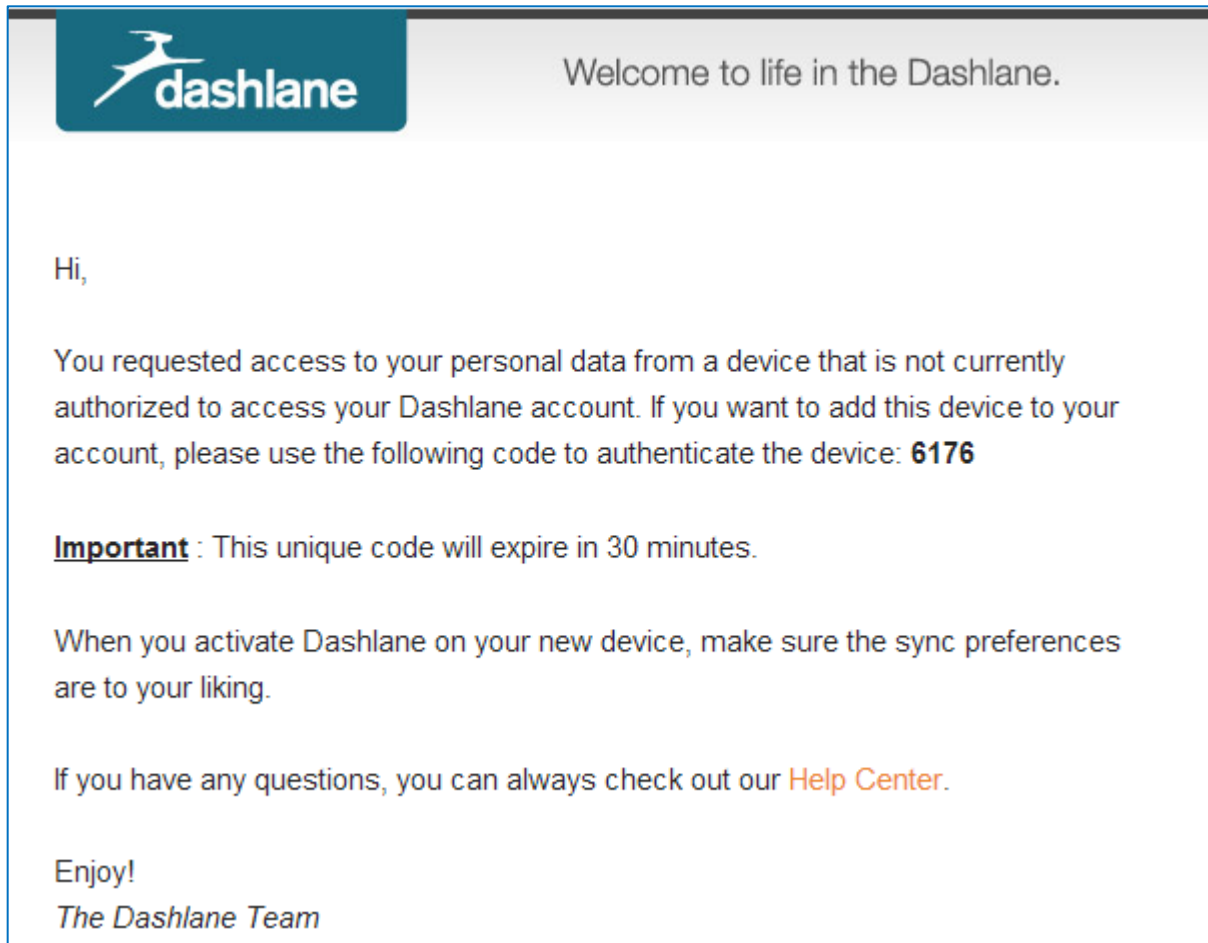 dashlane
Welcome to life in the Dashlane.
Hi,
You requested access to your personal data from a device that is not currently
authorized to access your Dashlane account. If you want to add this device to your
account, please use the following code to authenticate the device: 6176
Important : This unique code will expire in 30 minutes.
When you activate Dashlane on your new device, make sure the sync preferences
are to your liking.
If you have any questions, you can always check out our Help Center.
Enjoy!
The Dashlane Team